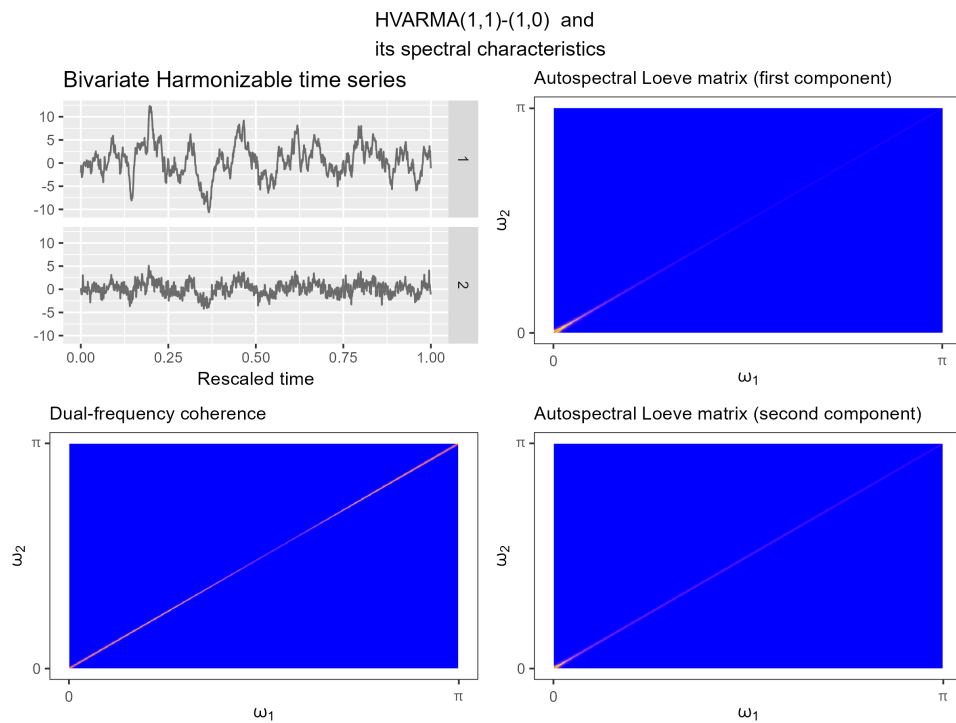 HVARMA(1,1)-(1,0) and
its spectral characteristics
Bivariate Harmonizable time series
10
5
0
-5
-10
1
10
5
0
-5
-10
2
0.00 0.25 0.50 0.75 1.00
Rescaled time
Autospectral Loeve matrix (first component)
π
ω₂
0
0 π
ω₁
Dual-frequency coherence
π
ω₂
0
0 π
ω₁
Autospectral Loeve matrix (second component)
π
ω₂
0
0 π
ω₁